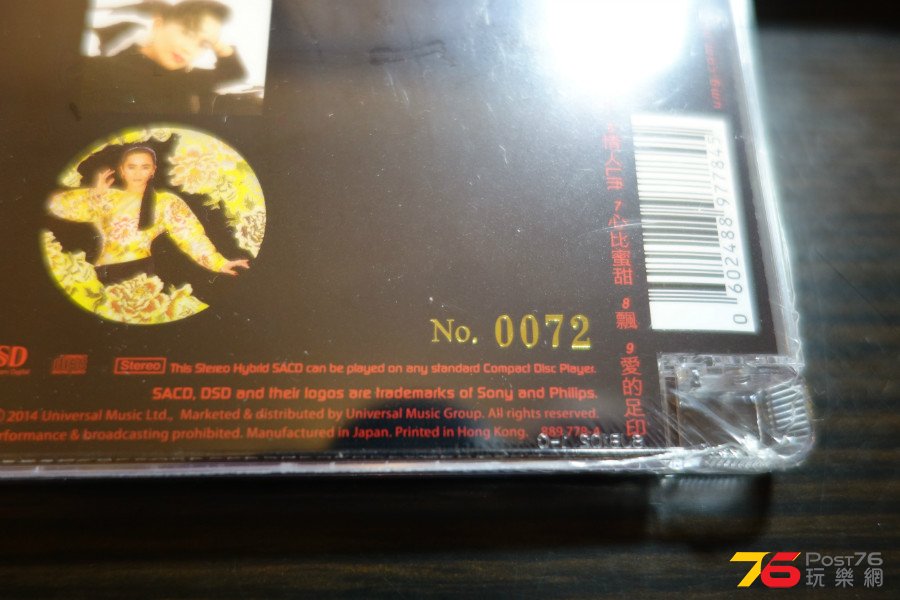 7心比蜜甜 8飄 9愛的足印
0 602488 977845
No. 0072
Stereo This Stereo Hybrid SACD can be played on any standard Compact Disc Player.
SACD, DSD and their logos are trademarks of Sony and Philips.
© 2014 Universal Music Ltd., Marketed & distributed by Universal Music Group. All rights reserved.
performance & broadcasting prohibited. Manufactured in Japan. Printed in Hong Kong. 889-778-4
76 Post76
玩樂網